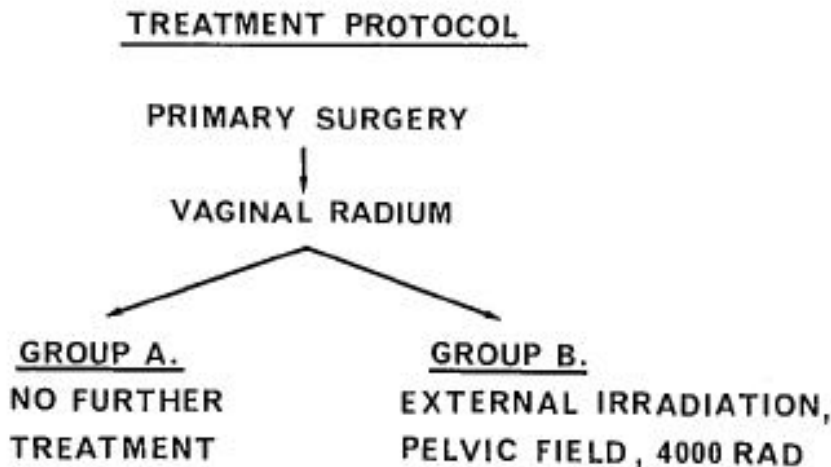 TREATMENT PROTOCOL
PRIMARY SURGERY
VAGINAL RADIUM
GROUP A.
NO FURTHER
TREATMENT
GROUP B.
EXTERNAL IRRADIATION,
PELVIC FIELD, 4000 RAD